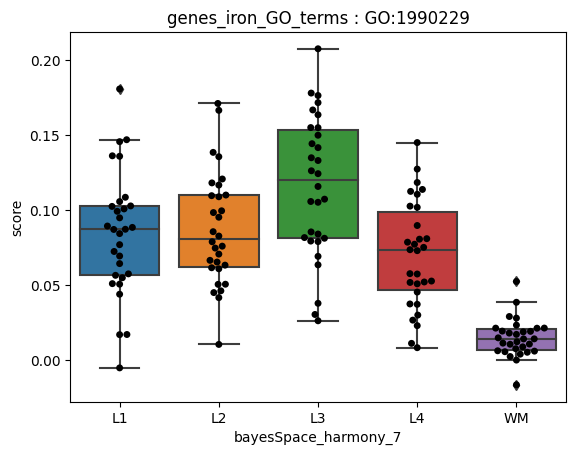 genes_iron_GO_terms : GO:1990229
0.20
0.15
0.10
0.05
0.00
score
L1 L2 L3 L4 WM
bayesSpace_harmony_7